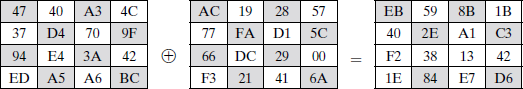 47 40 A3 4C AC 19 28 57 EB 59 8B 1B
37 D4 70 9F 77 FA D1 5C 40 2E A1 C3
94 E4 3A 42 ⊕ 66 DC 29 00 = F2 38 13 42
ED A5 A6 BC F3 21 41 6A 1E 84 E7 D6